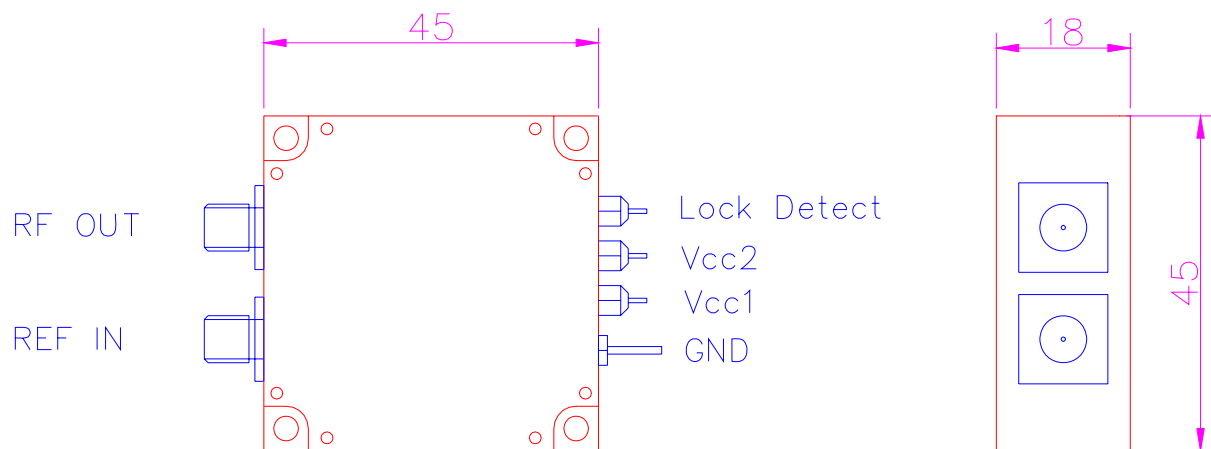 45
18
RF OUT
Lock Detect
Vcc2
Vcc1
REF IN
GND
45